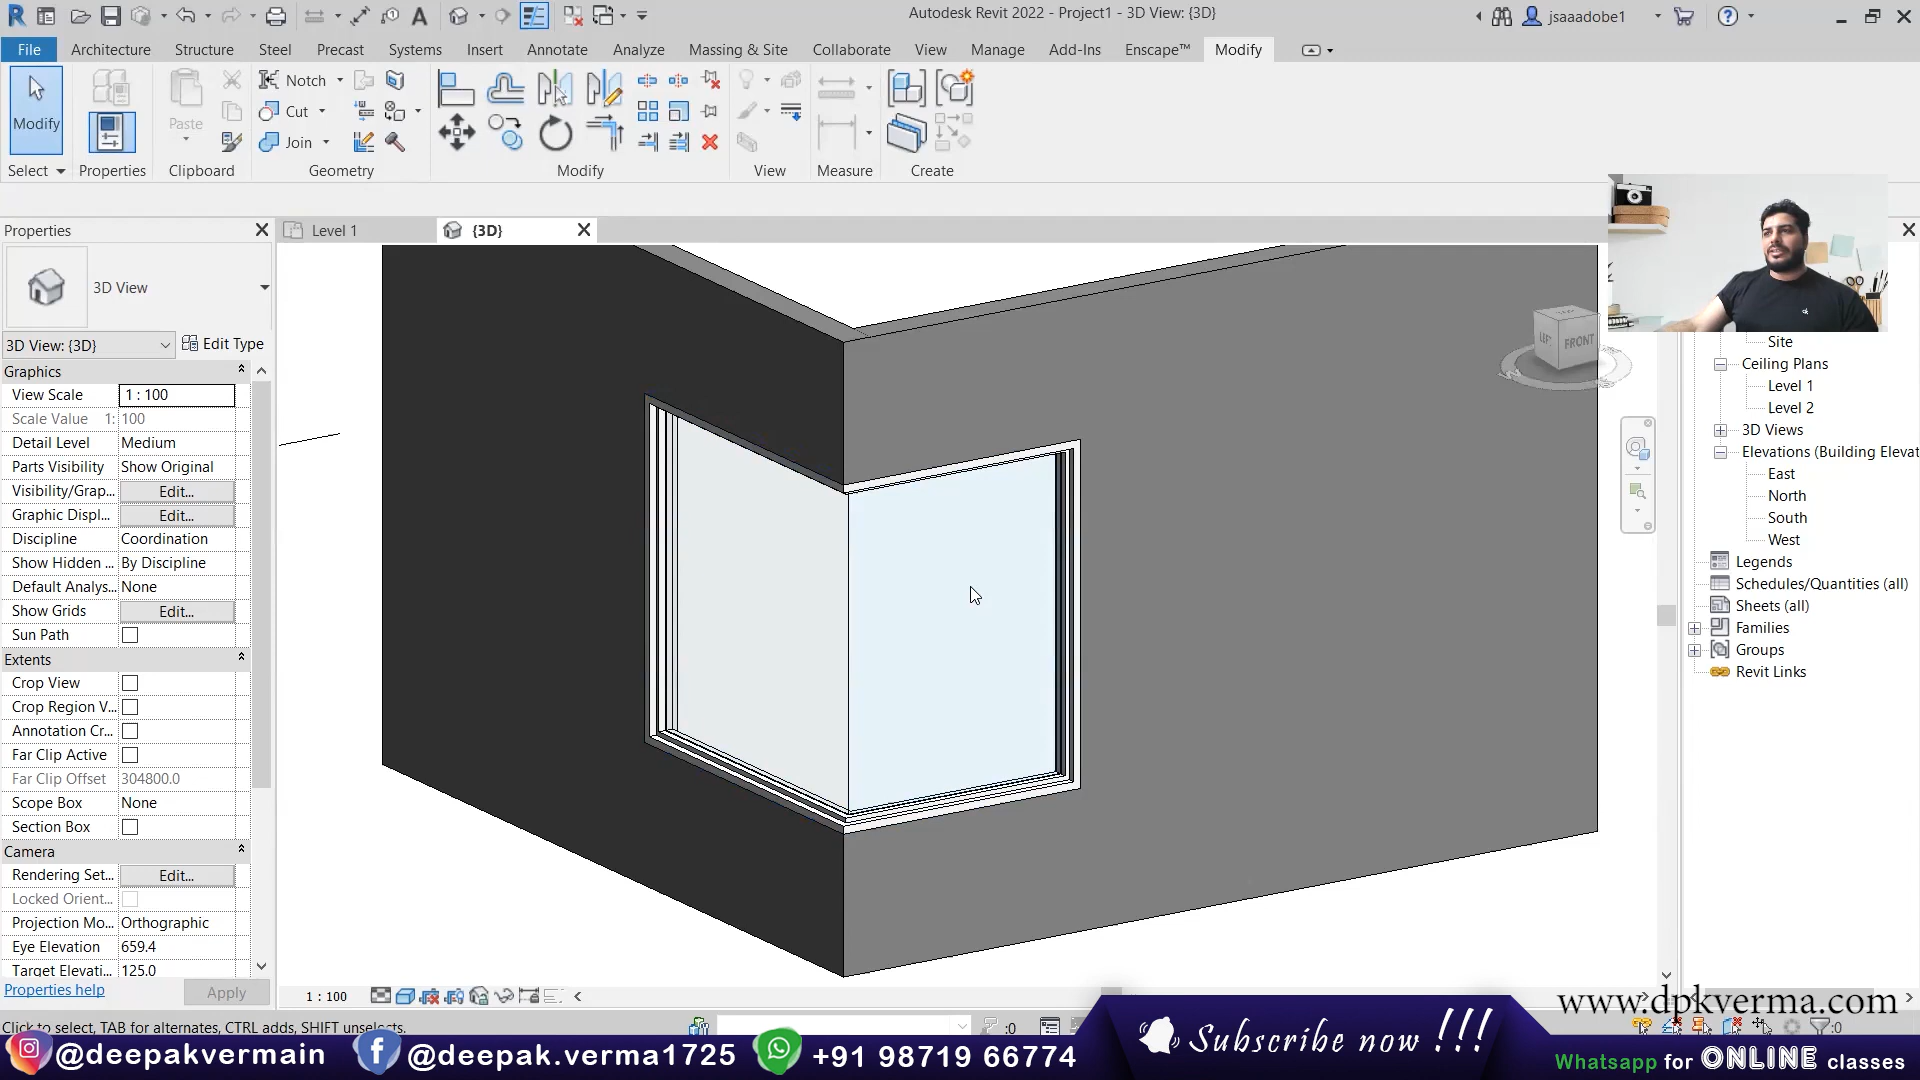 Autodesk Revit 2022 - Project1 - 3D View: {3D}
jsaaadobe1
File Architecture Structure Steel Precast Systems Insert Annotate Analyze Massing & Site Collaborate View Manage Add-Ins Enscape™ Modify
Modify
Paste
Notch
Cut
Join
Select Properties Clipboard Geometry Modify View Measure Create
Properties
Level 1
{3D}
3D View
3D View: {3D}
Edit Type
Graphics
View Scale 1 : 100
Scale Value 1: 100
Detail Level Medium
Parts Visibility Show Original
Visibility/Grap... Edit...
Graphic Displ... Edit...
Discipline Coordination
Show Hidden ... By Discipline
Default Analys... None
Show Grids Edit...
Sun Path
Extents
Crop View
Crop Region V...
Annotation Cr...
Far Clip Active
Far Clip Offset 304800.0
Scope Box None
Section Box
Camera
Rendering Set... Edit...
Locked Orient...
Projection Mo... Orthographic
Eye Elevation 659.4
Target Elevati... 125.0
Properties help
Apply
LEFT FRONT
Site
Ceiling Plans
Level 1
Level 2
3D Views
Elevations (Building Elevat
East
North
South
West
Legends
Schedules/Quantities (all)
Sheets (all)
Families
Groups
Revit Links
1 : 100
Click to select, TAB for alternates, CTRL adds, SHIFT unselects.
:0
:0
www.dpkverma.com
@deepakvermain
@deepak.verma1725
+91 98719 66774
Subscribe now !!!
Whatsapp for ONLINE classes